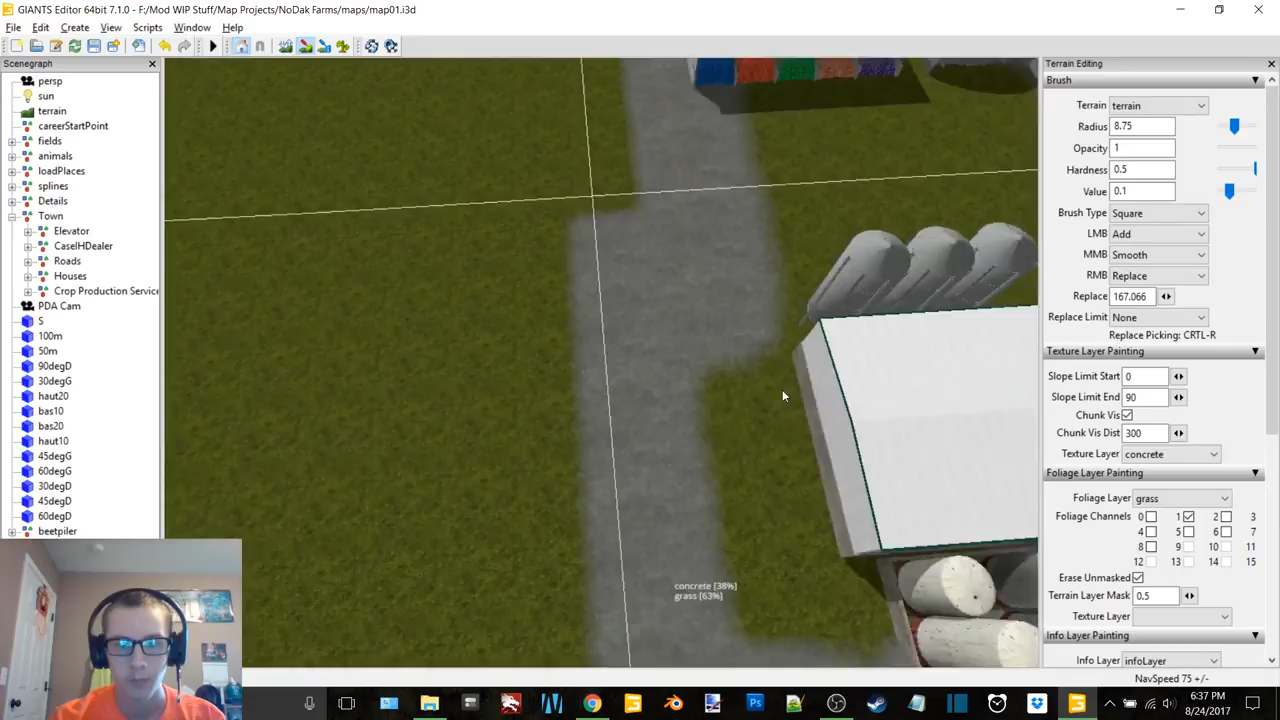 GIANTS Editor 64bit 7.1.0 - F:/Mod WIP Stuff/Map Projects/NoDak Farms/maps/map01.i3d
File Edit Create View Scripts Window Help
Scenegraph
persp
sun
terrain
careerStartPoint
fields
animals
loadPlaces
splines
Details
Town
Elevator
CaseIHDealer
Roads
Houses
Crop Production Service
PDA Cam
S
100m
50m
90degD
30degG
haut20
bas10
bas20
haut10
45degG
60degG
30degD
45degD
60degD
beetpiler
concrete [38%]
grass [63%]
Terrain Editing
Brush
Terrain terrain
Radius 8.75
Opacity 1
Hardness 0.5
Value 0.1
Brush Type Square
LMB Add
MMB Smooth
RMB Replace
Replace 167.066
Replace Limit None
Replace Picking: CRTL-R
Texture Layer Painting
Slope Limit Start 0
Slope Limit End 90
Chunk Vis
Chunk Vis Dist 300
Texture Layer concrete
Foliage Layer Painting
Foliage Layer grass
Foliage Channels 0 1 2 3
4 5 6 7
8 9 10 11
12 13 14 15
Erase Unmasked
Terrain Layer Mask 0.5
Texture Layer
Info Layer Painting
Info Layer infoLayer
NavSpeed 75 +/-
6:37 PM
8/24/2017